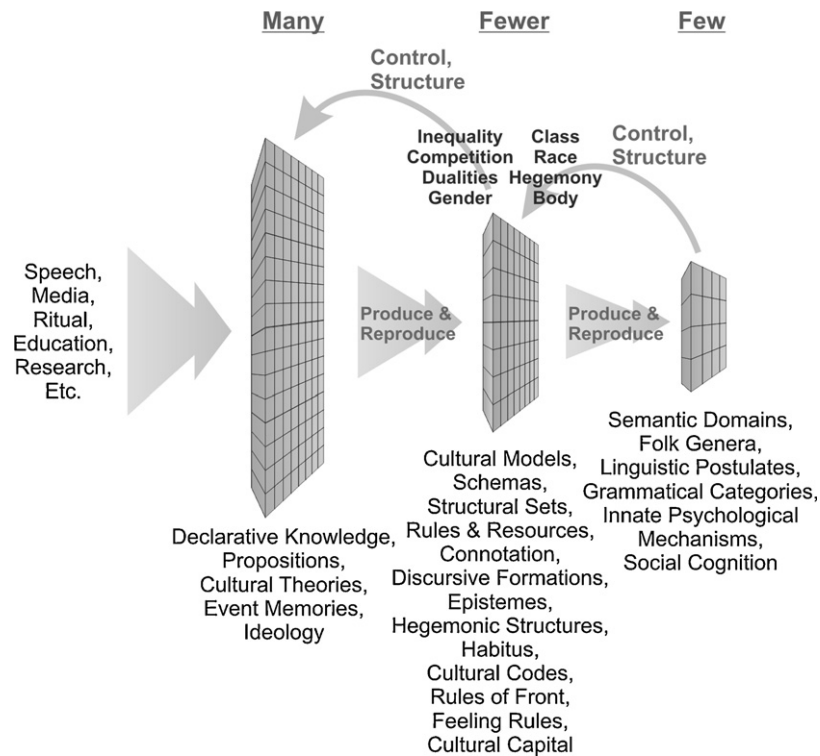 Many
Fewer
Few
Control,
Structure
Inequality
Competition
Dualities
Gender
Class
Race
Hegemony
Body
Control,
Structure
Speech,
Media,
Ritual,
Education,
Research,
Etc.
Produce &
Reproduce
Produce &
Reproduce
Declarative Knowledge,
Propositions,
Cultural Theories,
Event Memories,
Ideology
Cultural Models,
Schemas,
Structural Sets,
Rules & Resources,
Connotation,
Discursive Formations,
Epistemes,
Hegemonic Structures,
Habitus,
Cultural Codes,
Rules of Front,
Feeling Rules,
Cultural Capital
Semantic Domains,
Folk Genera,
Linguistic Postulates,
Grammatical Categories,
Innate Psychological
Mechanisms,
Social Cognition